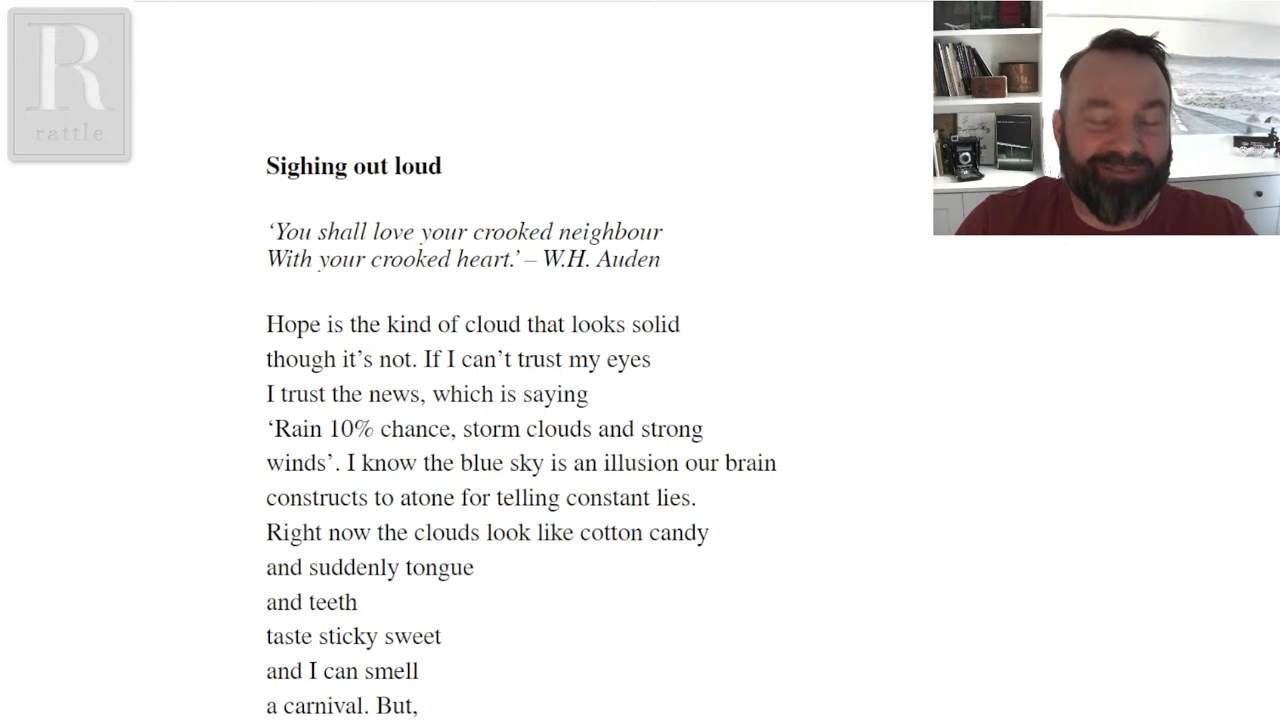 R
rattle
Sighing out loud
‘You shall love your crooked neighbour
With your crooked heart.’ – W.H. Auden
Hope is the kind of cloud that looks solid
though it’s not. If I can’t trust my eyes
I trust the news, which is saying
‘Rain 10% chance, storm clouds and strong
winds’. I know the blue sky is an illusion our brain
constructs to atone for telling constant lies.
Right now the clouds look like cotton candy
and suddenly tongue
and teeth
taste sticky sweet
and I can smell
a carnival. But,